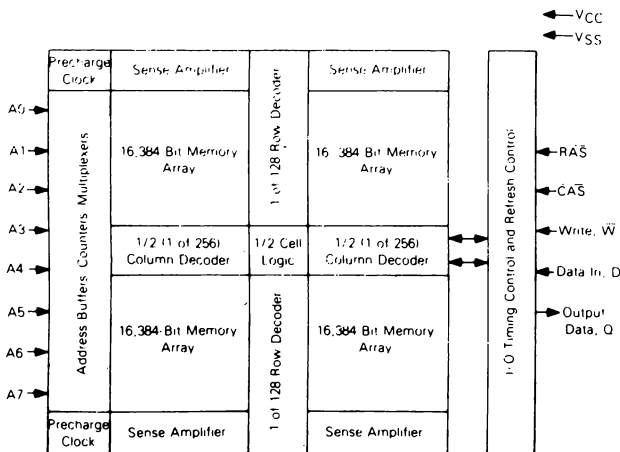 VCC
VSS
Precharge
Clock
Sense Amplifier
Sense Amplifier
A0
A1
A2
A3
A4
A5
A6
A7
Address Buffers Counters Multiplexers
16,384 Bit Memory
Array
1 of 128 Row Decoder
16,384 Bit Memory
Array
1/2 (1 of 256)
Column Decoder
1/2 Cell
Logic
1/2 (1 of 256)
Column Decoder
16,384-Bit Memory
Array
1 of 128 Row Decoder
16,384 Bit Memory
Array
Precharge
Clock
Sense Amplifier
Sense Amplifier
I/O Timing Control and Refresh Control
RAS
CAS
Write, W̅
Data In, D
Output
Data, Q